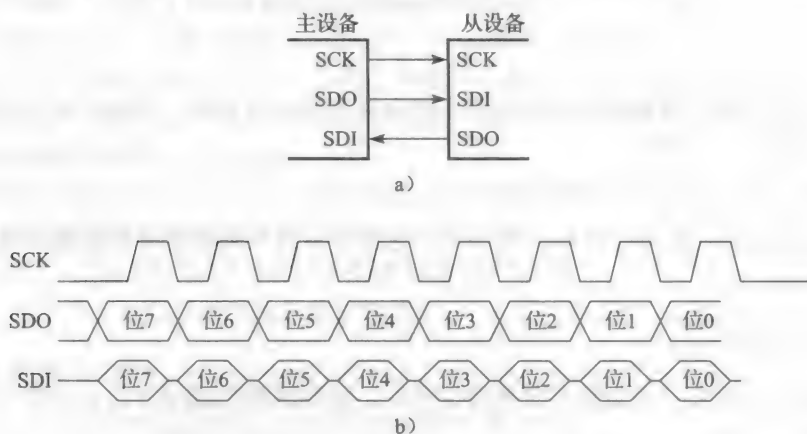 主设备 从设备
SCK SCK
SDO SDI
SDI SDO
a）
SCK
SDO 位7 位6 位5 位4 位3 位2 位1 位0
SDI 位7 位6 位5 位4 位3 位2 位1 位0
b）